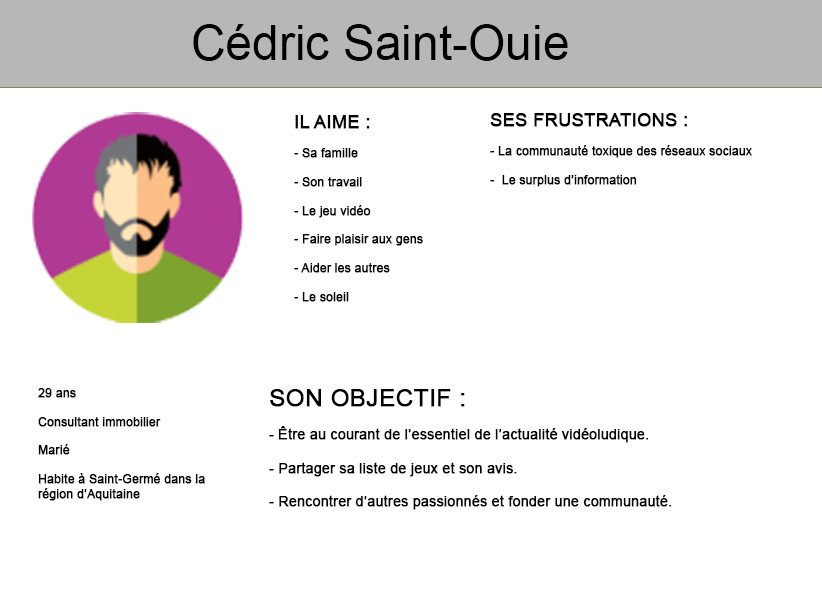 Cédric Saint-Ouie
IL AIME :
- Sa famille
- Son travail
- Le jeu vidéo
- Faire plaisir aux gens
- Aider les autres
- Le soleil
SES FRUSTRATIONS :
- La communauté toxique des réseaux sociaux
- Le surplus d'information
29 ans
Consultant immobilier
Marié
Habite à Saint-Germé dans la
région d'Aquitaine
SON OBJECTIF :
- Être au courant de l'essentiel de l'actualité vidéoludique.
- Partager sa liste de jeux et son avis.
- Rencontrer d'autres passionnés et fonder une communauté.